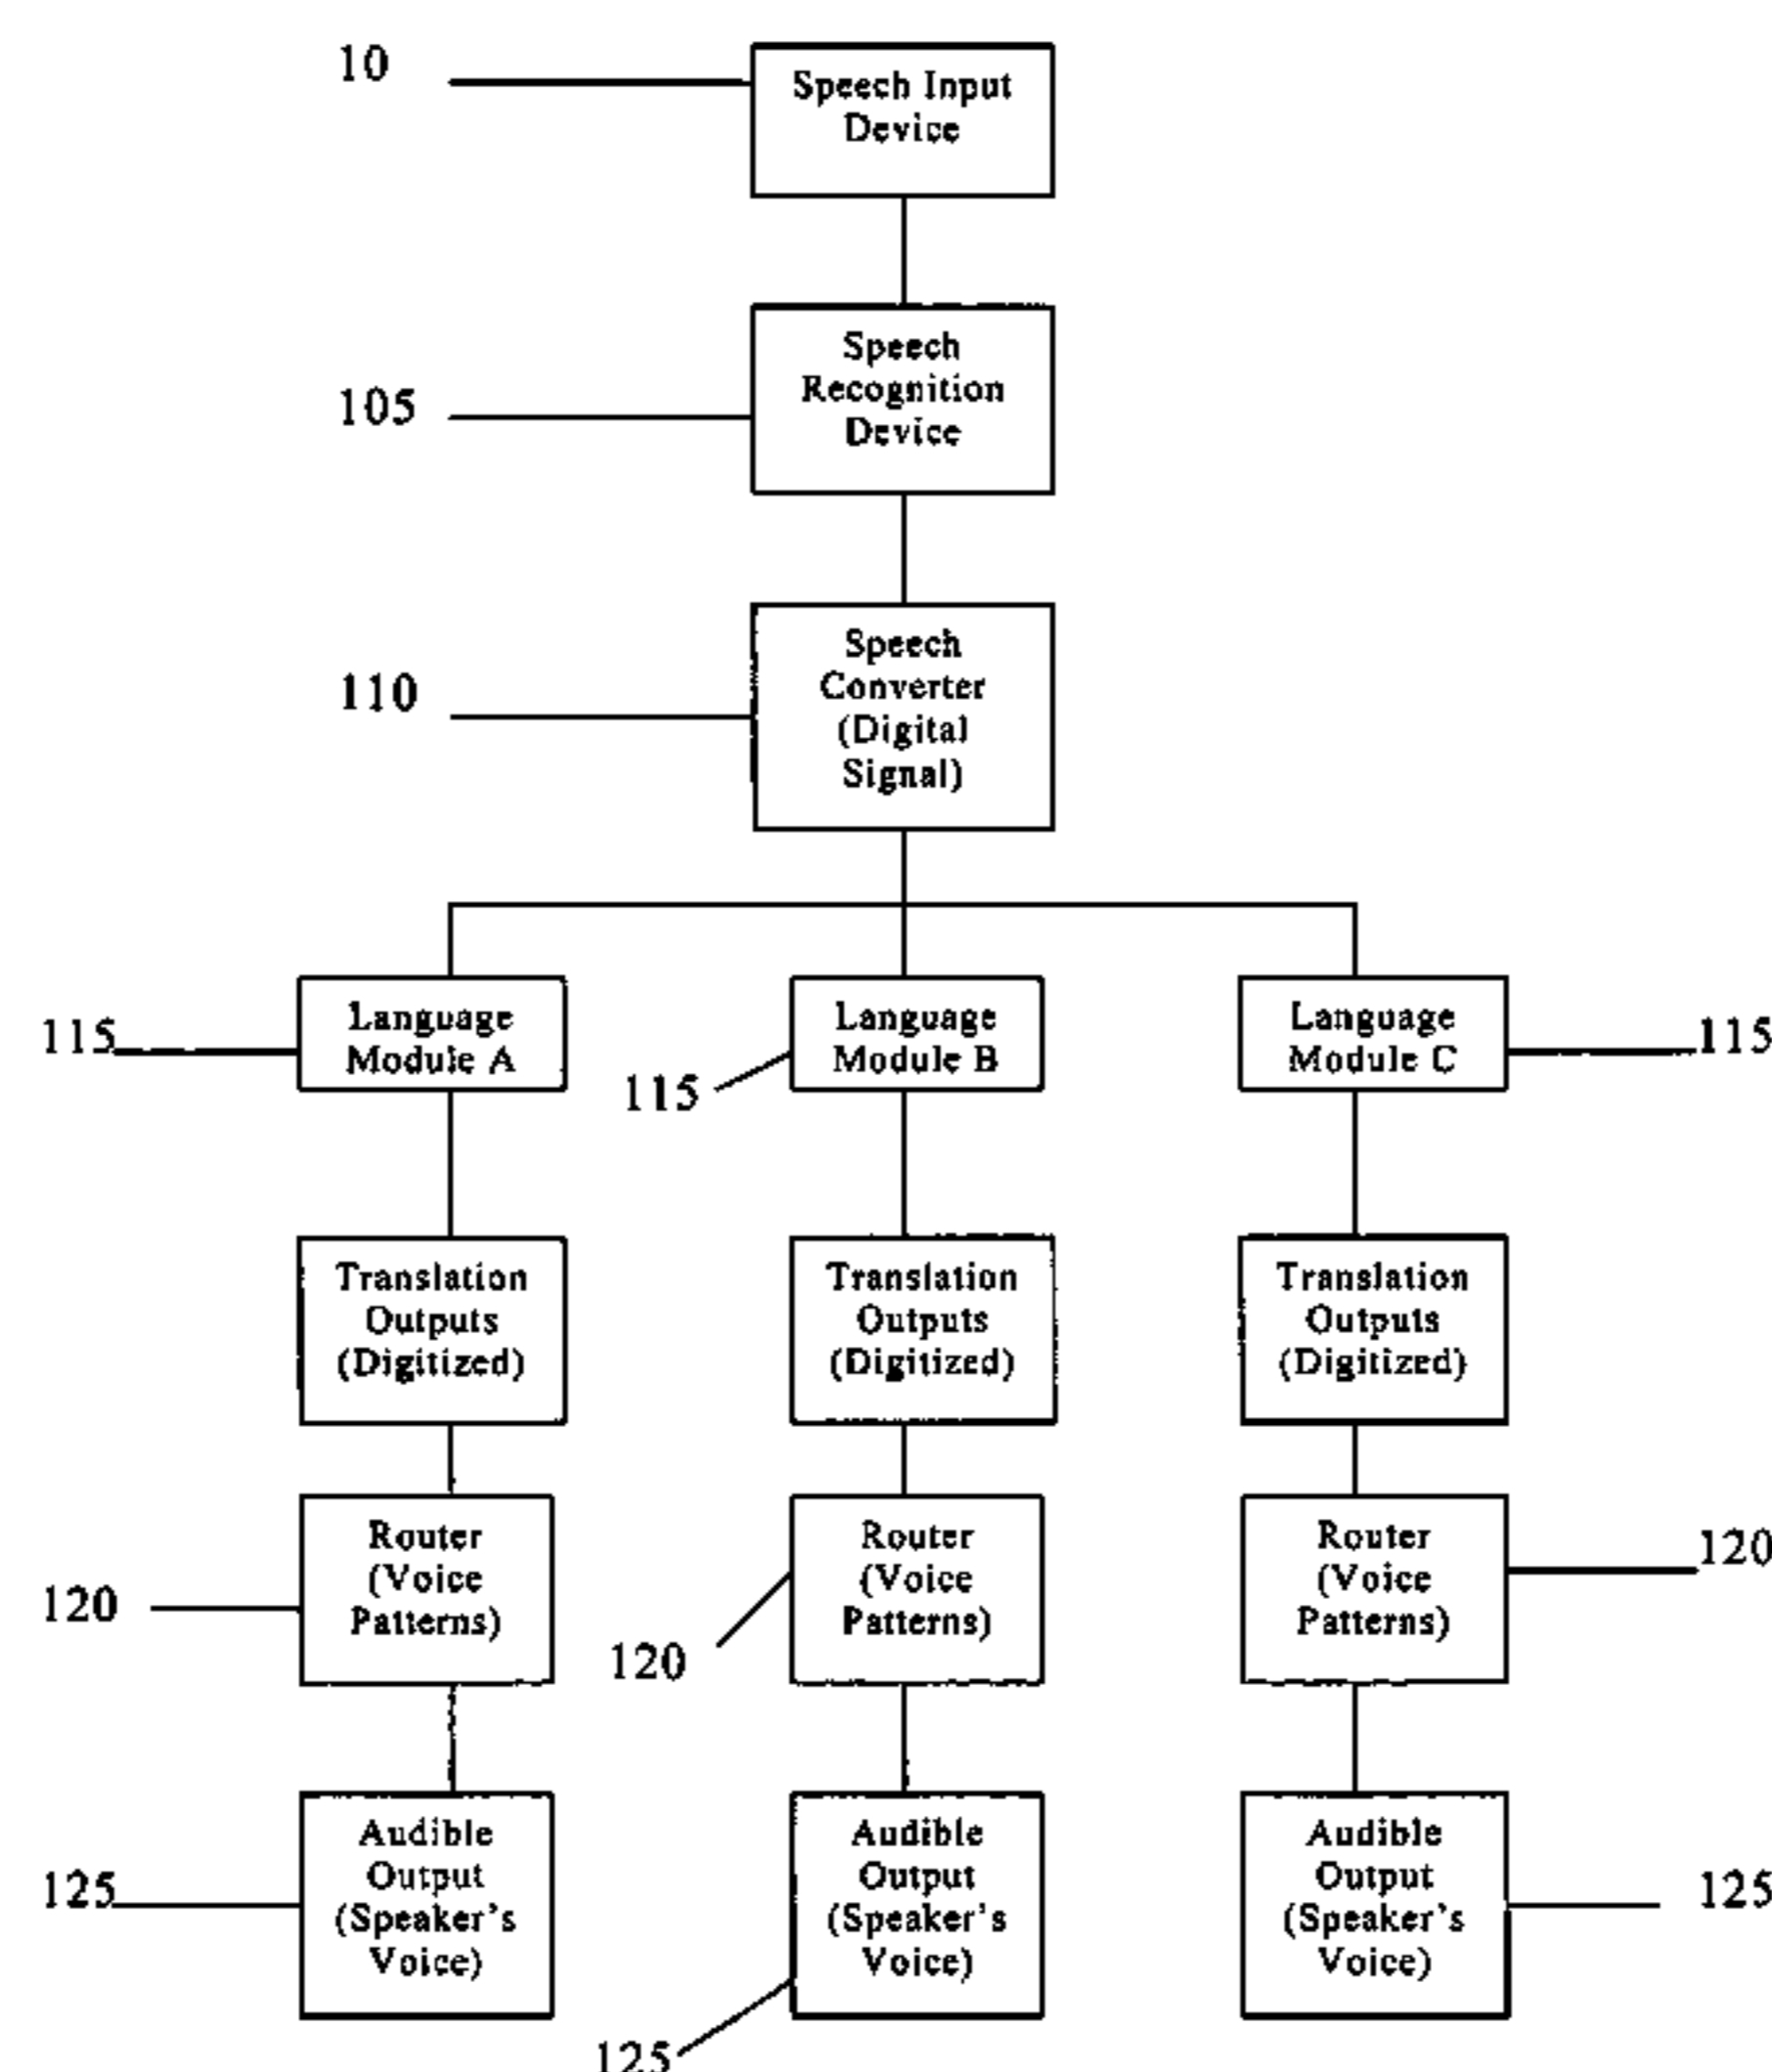 10
Speech Input
Device
105
Speech
Recognition
Device
110
Speech
Converter
(Digital
Signal)
115
Language
Module A
115
Language
Module B
Language
Module C
115
Translation
Outputs
(Digitized)
Translation
Outputs
(Digitized)
Translation
Outputs
(Digitized)
120
Router
(Voice
Patterns)
120
Router
(Voice
Patterns)
Router
(Voice
Patterns)
120
125
Audible
Output
(Speaker's
Voice)
125
Audible
Output
(Speaker's
Voice)
Audible
Output
(Speaker's
Voice)
125